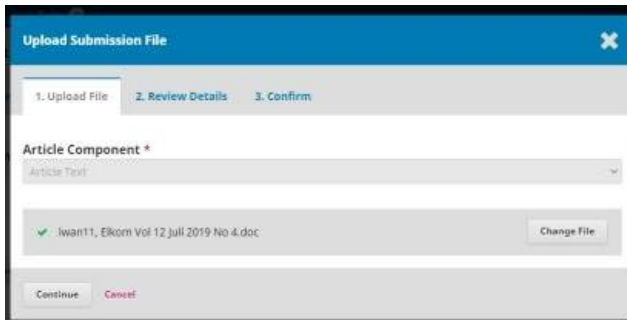 Upload Submission File
1. Upload File 2. Review Details 3. Confirm
Article Component *
Article Text
Iwan11, Elkom Vol 12 Juli 2019 No 4.doc Change File
Continue Cancel